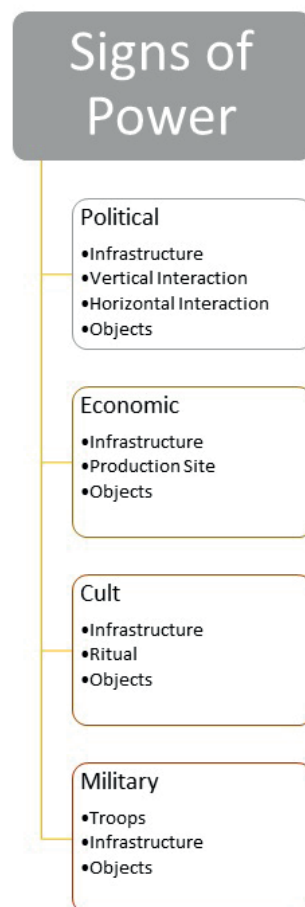 Signs of
Power
Political
•Infrastructure
•Vertical Interaction
•Horizontal Interaction
•Objects
Economic
•Infrastructure
•Production Site
•Objects
Cult
•Infrastructure
•Ritual
•Objects
Military
•Troops
•Infrastructure
•Objects